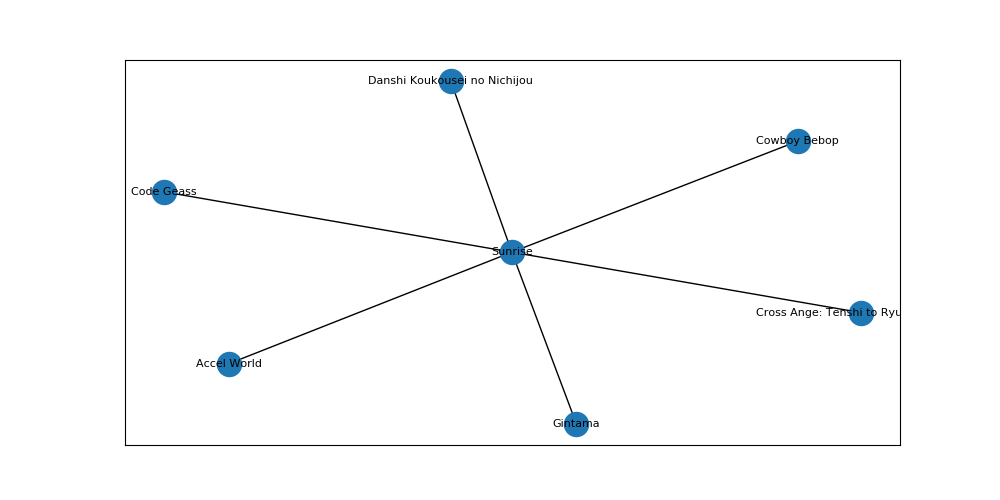 Danshi Koukousei no Nichijou
Cowboy Bebop
Code Geass
Sunrise
Cross Ange: Tenshi to Ryu
Accel World
Gintama